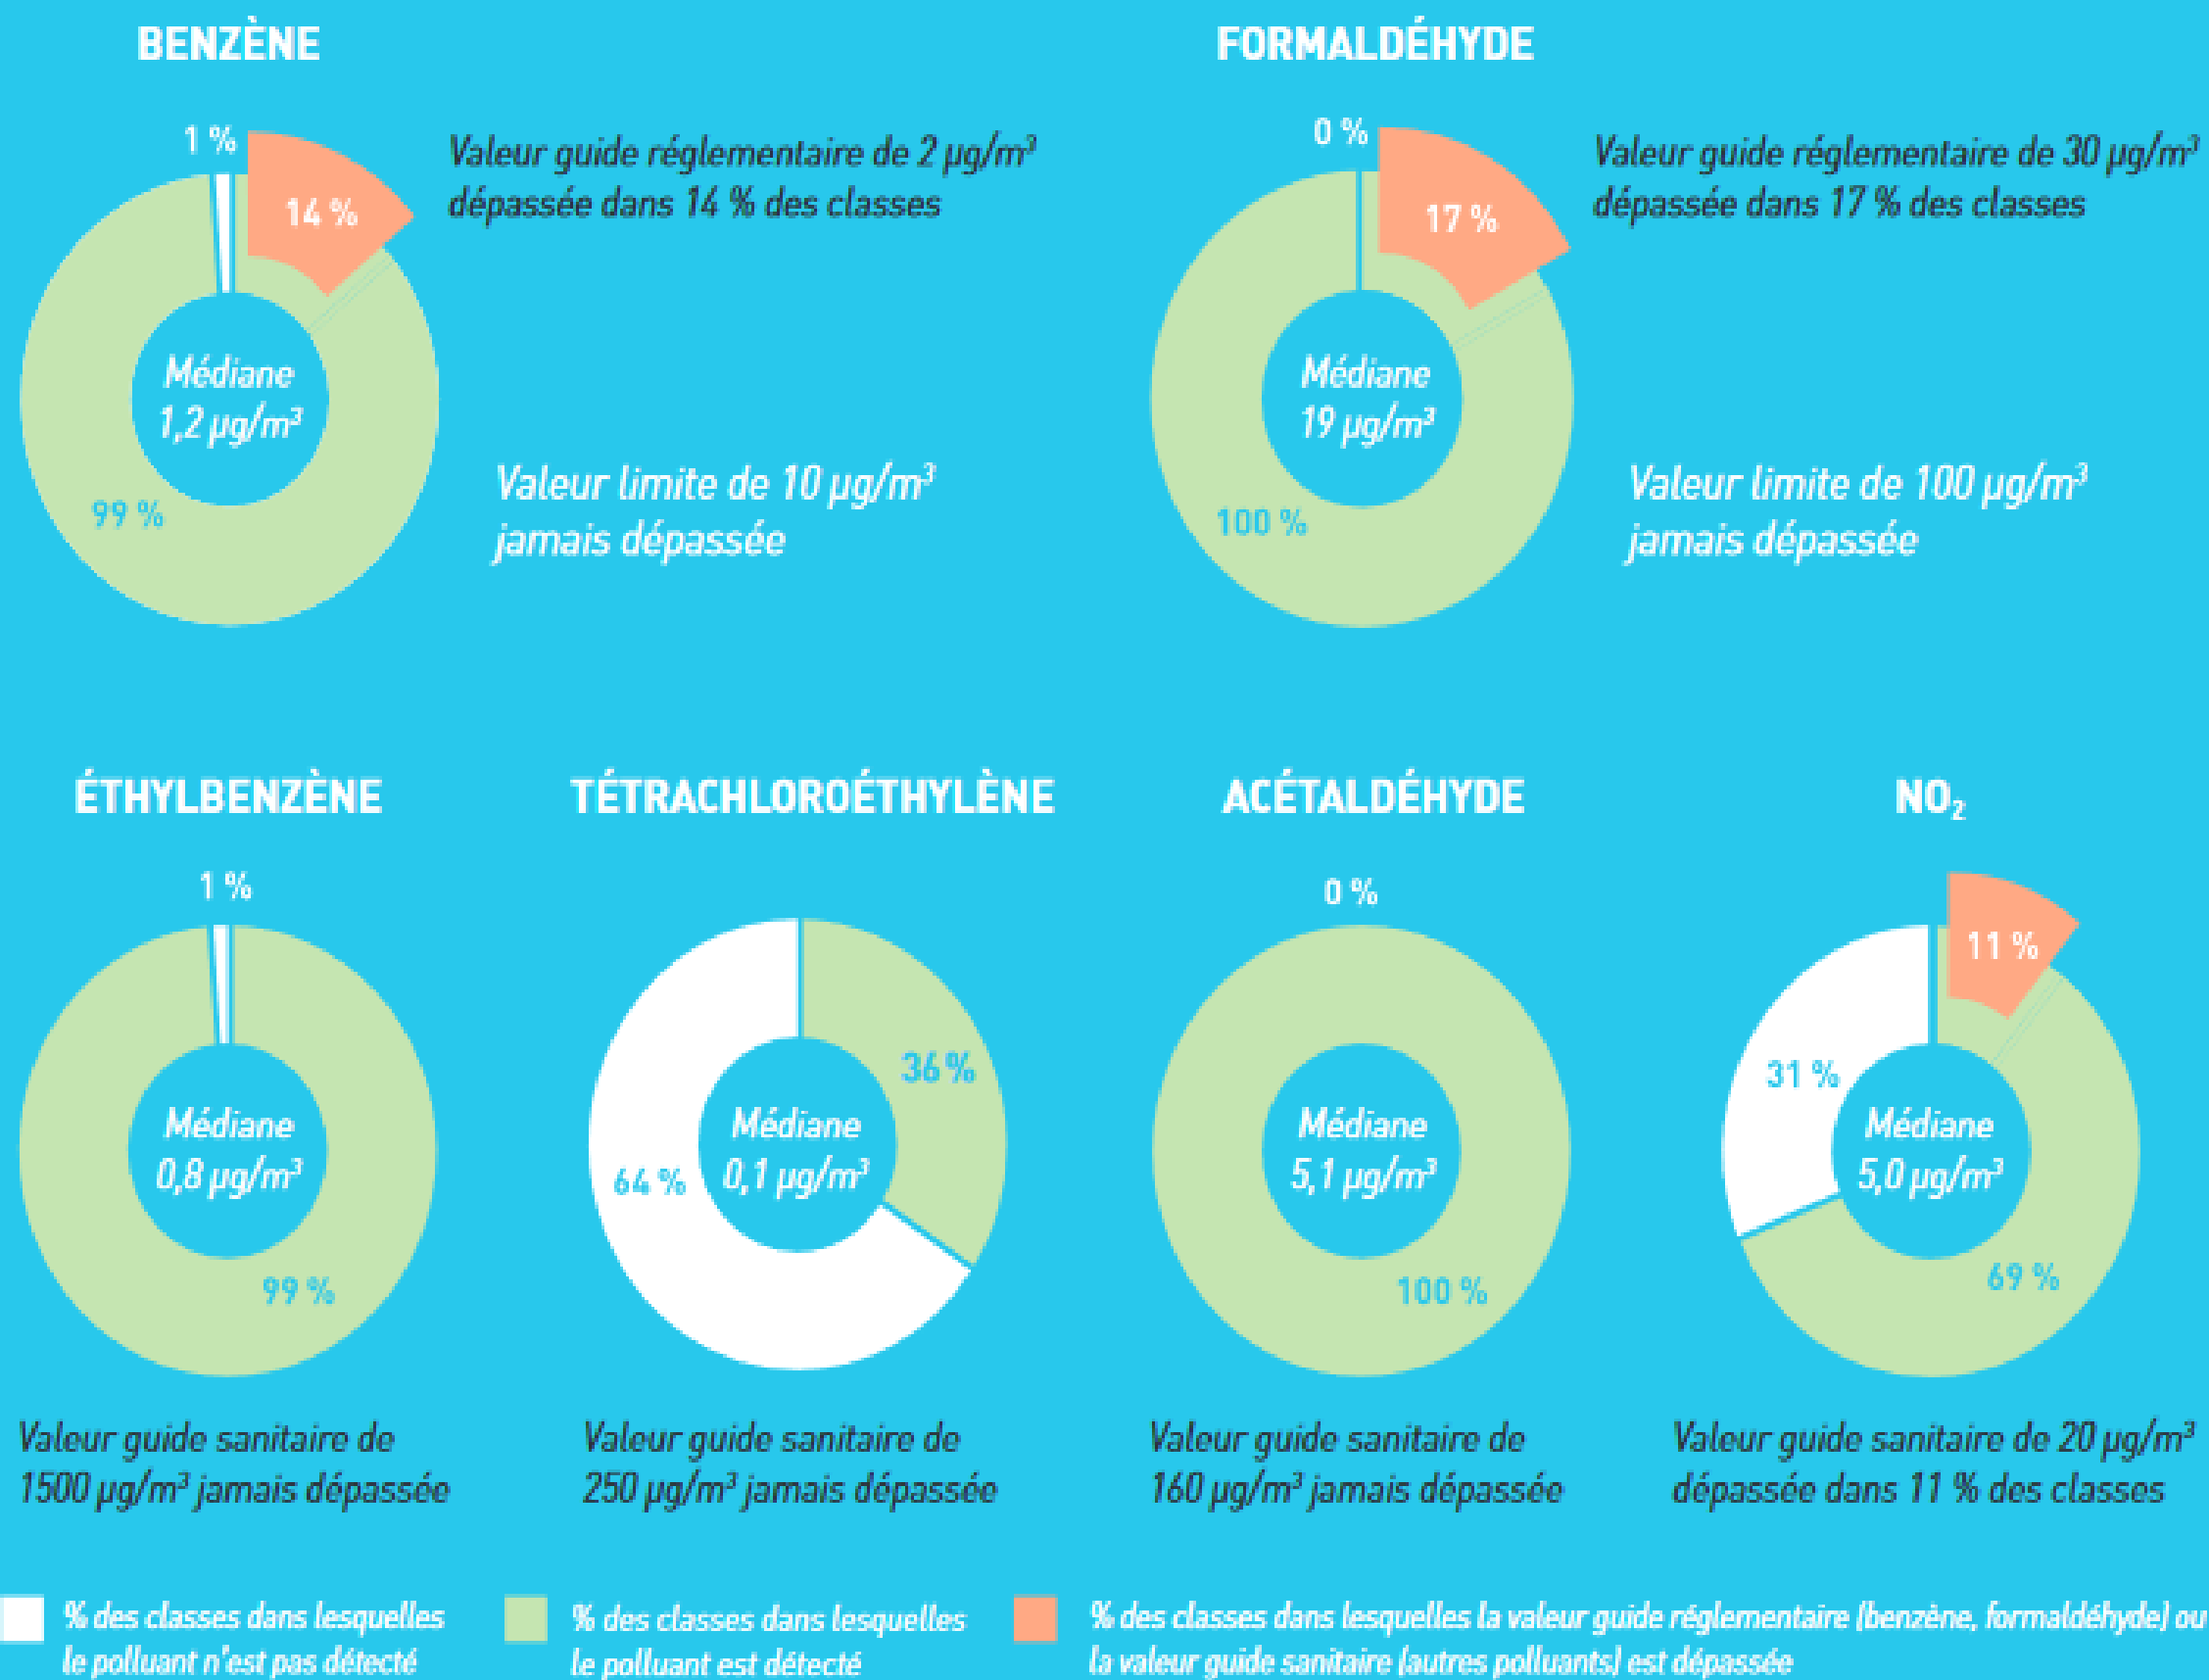 BENZÈNE
1 %
14 %
Valeur guide réglementaire de 2 µg/m³
dépassée dans 14 % des classes
Médiane
1,2 µg/m³
99 %
Valeur limite de 10 µg/m³
jamais dépassée
FORMALDÉHYDE
0 %
17 %
Valeur guide réglementaire de 30 µg/m³
dépassée dans 17 % des classes
Médiane
19 µg/m³
100 %
Valeur limite de 100 µg/m³
jamais dépassée
ÉTHYLBENZÈNE
1 %
Médiane
0,8 µg/m³
99 %
Valeur guide sanitaire de
1500 µg/m³ jamais dépassée
TÉTRACHLOROÉTHYLÈNE
36 %
Médiane
0,1 µg/m³
64 %
Valeur guide sanitaire de
250 µg/m³ jamais dépassée
ACÉTALDÉHYDE
0 %
Médiane
5,1 µg/m³
100 %
Valeur guide sanitaire de
160 µg/m³ jamais dépassée
NO₂
11 %
31 %
Médiane
5,0 µg/m³
69 %
Valeur guide sanitaire de 20 µg/m³
dépassée dans 11 % des classes
% des classes dans lesquelles
le polluant n'est pas détecté
% des classes dans lesquelles
le polluant est détecté
% des classes dans lesquelles la valeur guide réglementaire (benzène, formaldéhyde) ou
la valeur guide sanitaire (autres polluants) est dépassée